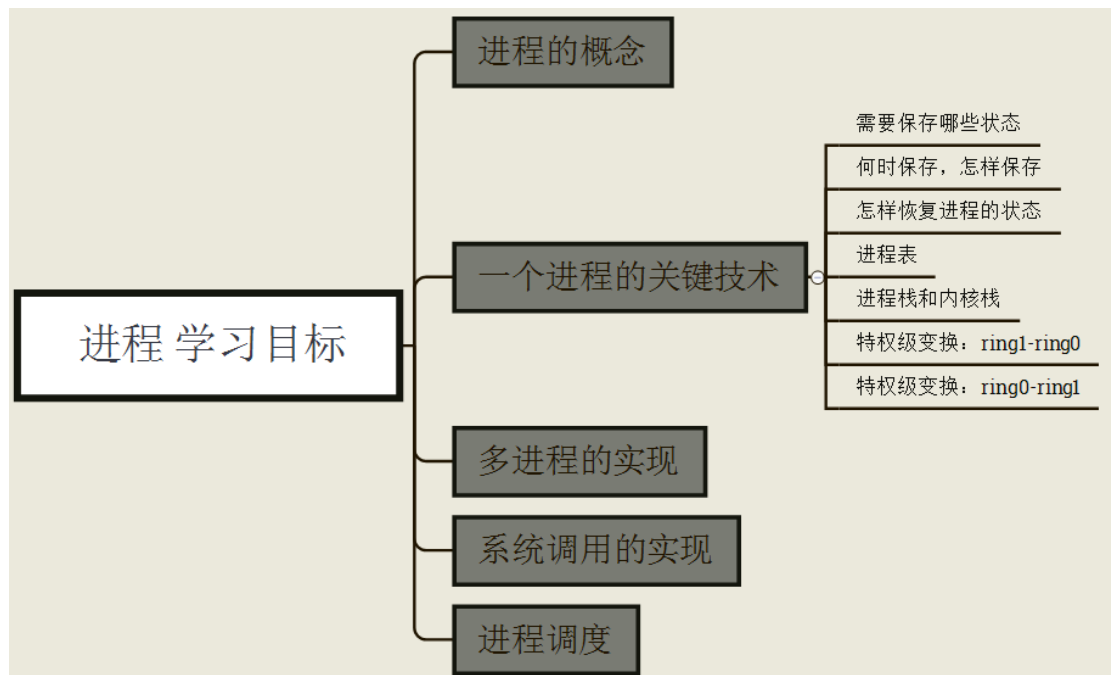 进程的概念
需要保存哪些状态
何时保存，怎样保存
怎样恢复进程的状态
一个进程的关键技术
进程表
进程栈和内核栈
特权级变换：ring1-ring0
特权级变换：ring0-ring1
进程 学习目标
多进程的实现
系统调用的实现
进程调度